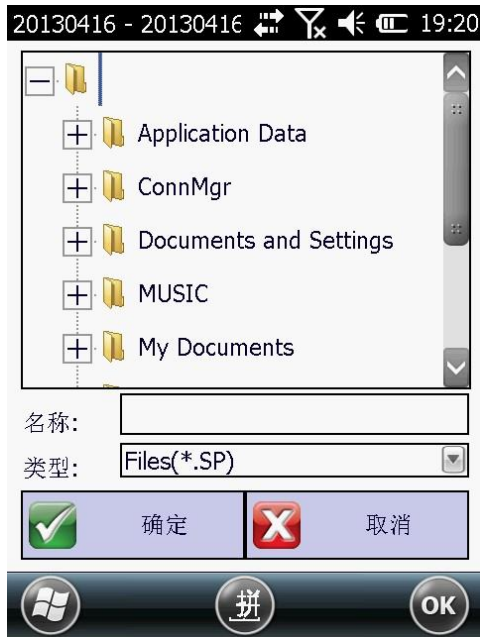 20130416 - 20130416 19:20
Application Data
ConnMgr
Documents and Settings
MUSIC
My Documents
名称:
类型: Files(*.SP)
确定 取消
拼 OK